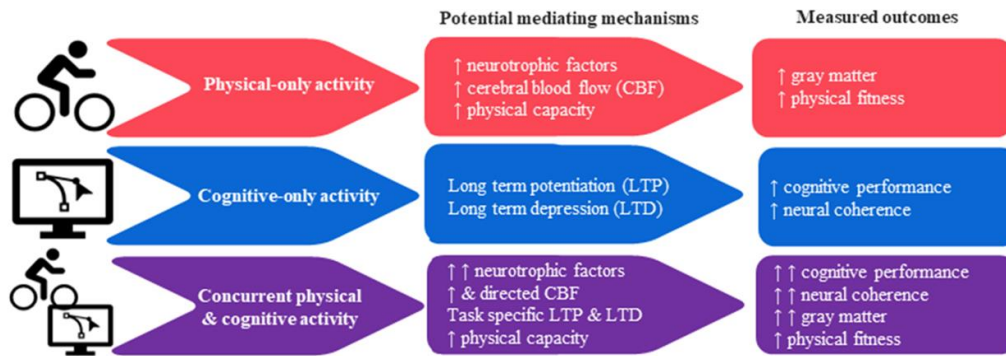 Potential mediating mechanisms
Measured outcomes
Physical-only activity
↑ neurotrophic factors
↑ cerebral blood flow (CBF)
↑ physical capacity
↑ gray matter
↑ physical fitness
Cognitive-only activity
Long term potentiation (LTP)
Long term depression (LTD)
↑ cognitive performance
↑ neural coherence
Concurrent physical
& cognitive activity
↑ ↑ neurotrophic factors
↑ & directed CBF
Task specific LTP & LTD
↑ physical capacity
↑ ↑ cognitive performance
↑ ↑ neural coherence
↑ ↑ gray matter
↑ physical fitness